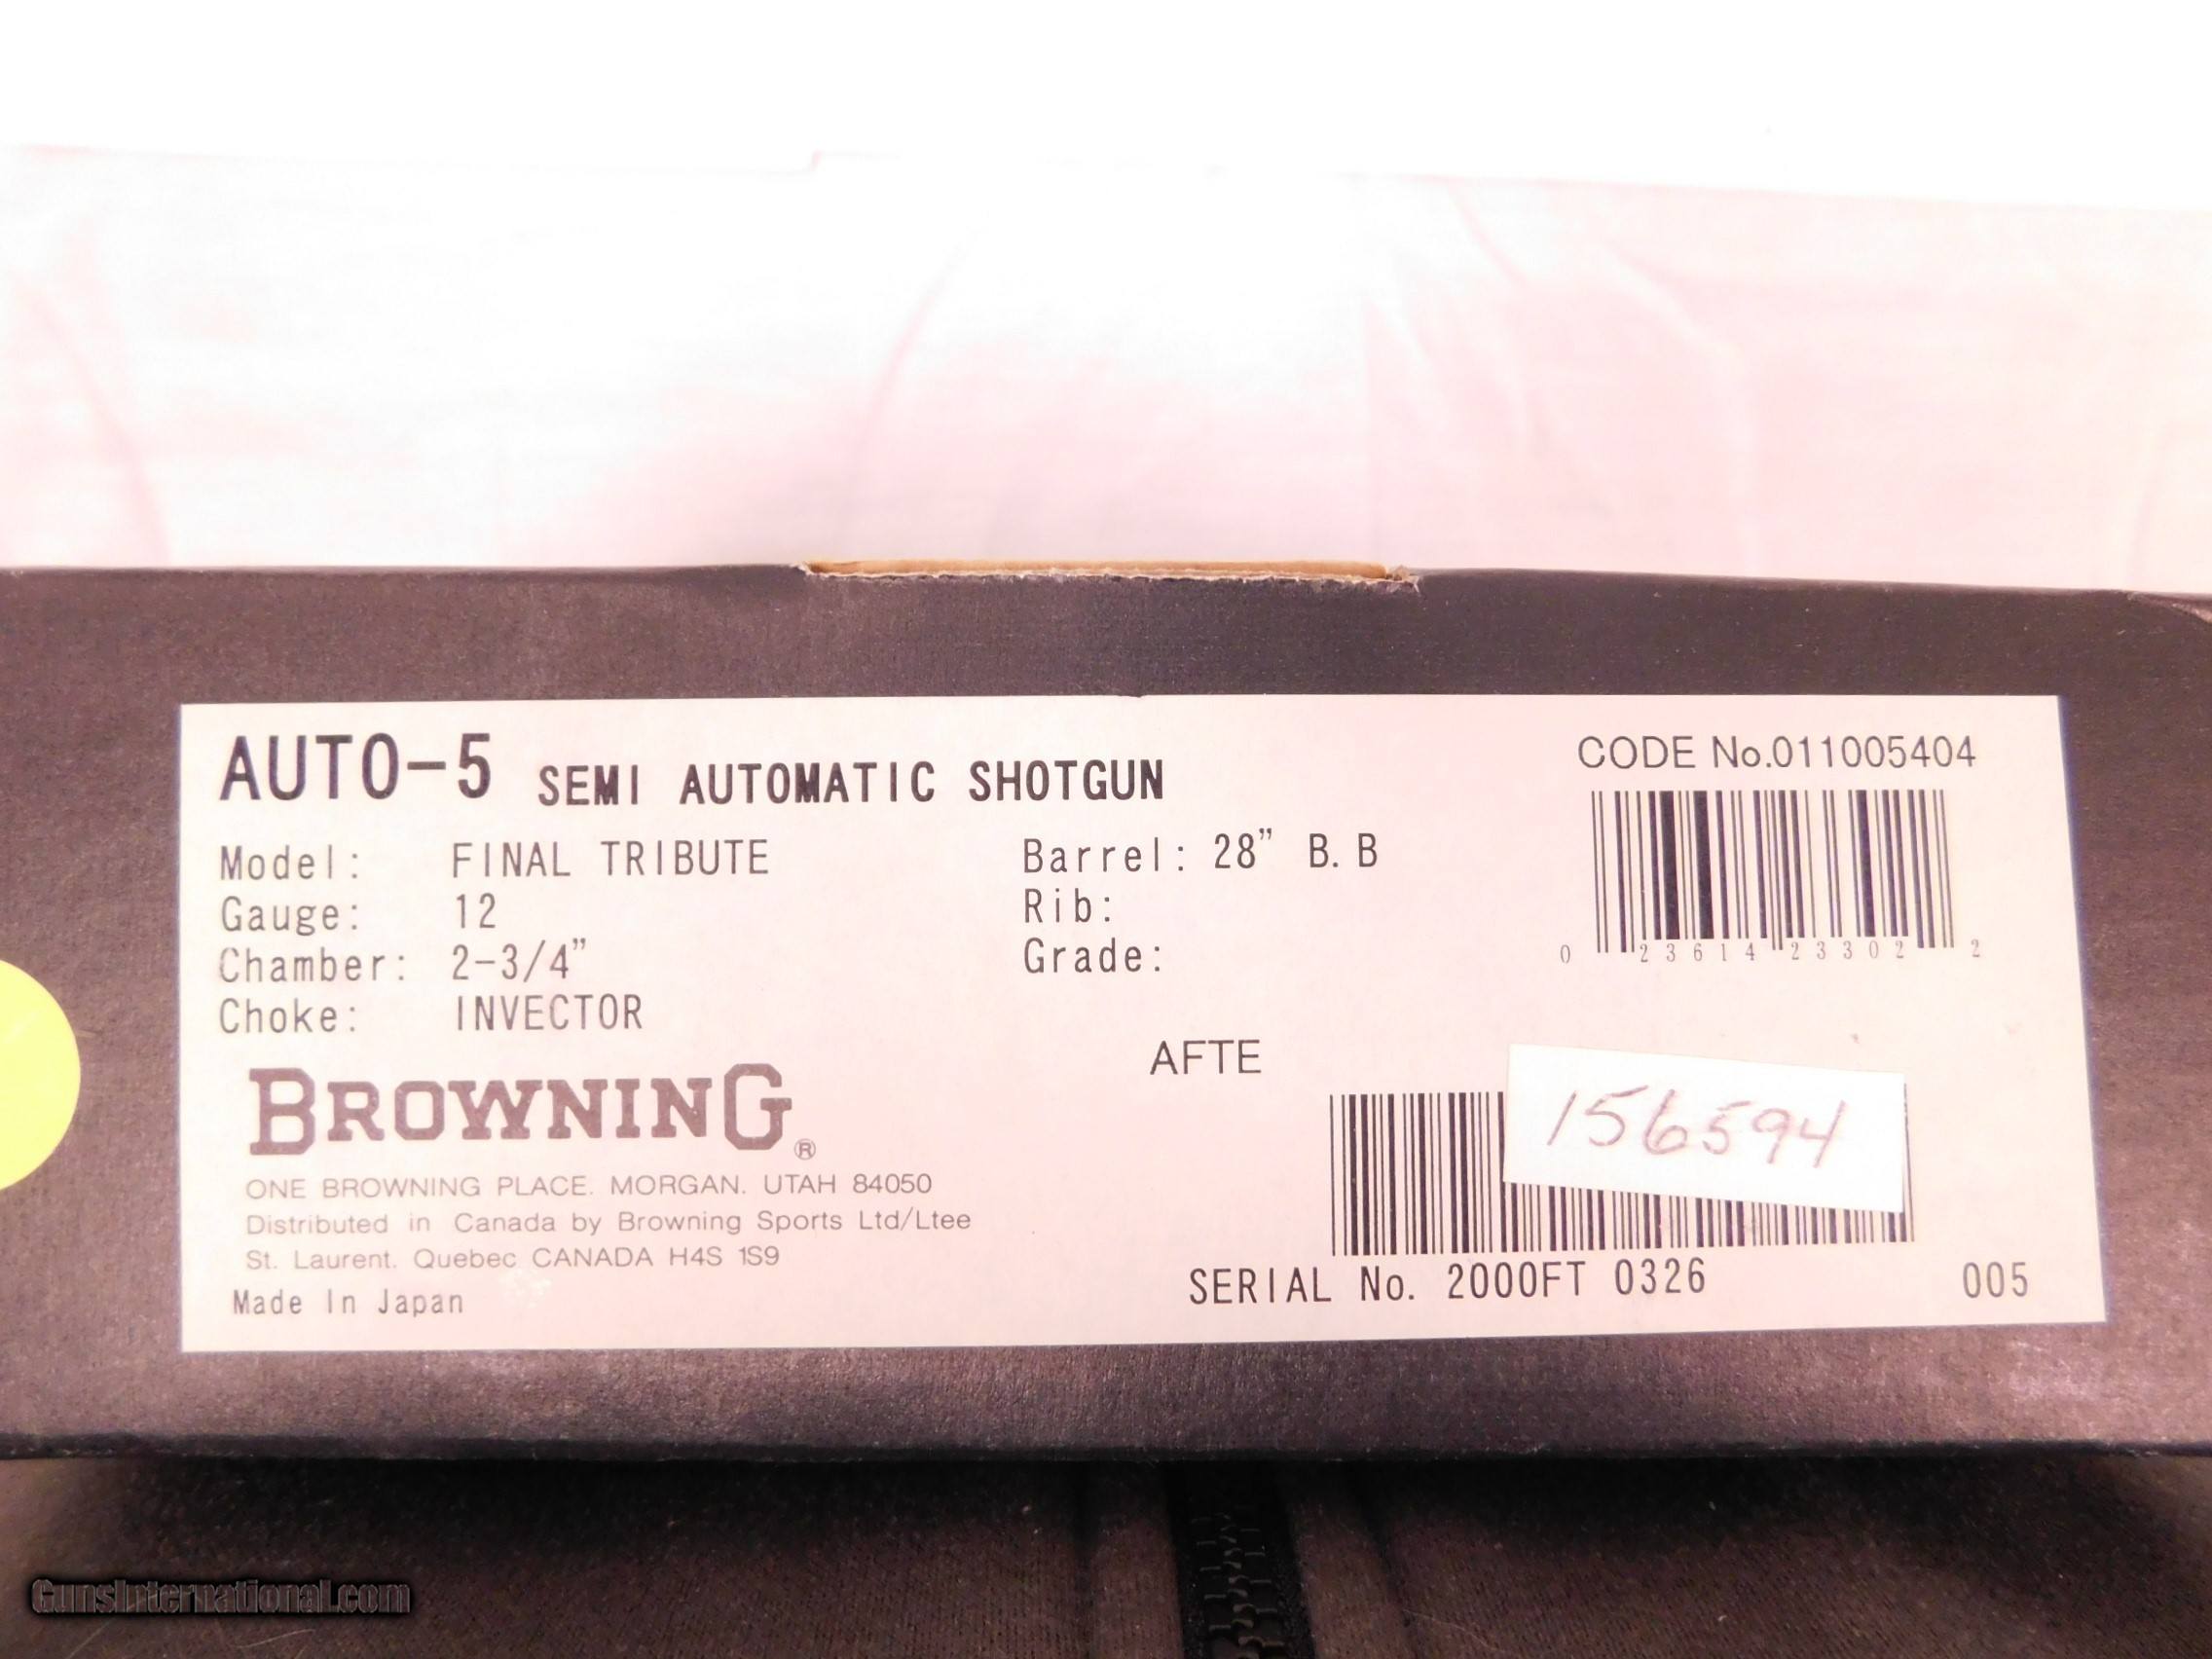 AUTO-5 SEMI AUTOMATIC SHOTGUN
CODE No.011005404
Model: FINAL TRIBUTE
Barrel: 28" B.B
Gauge: 12
Rib:
Chamber: 2-3/4"
Grade:
0 23614 23302 2
Choke: INVECTOR
AFTE
156594
BROWNING®
ONE BROWNING PLACE. MORGAN. UTAH 84050
Distributed in Canada by Browning Sports Ltd/Ltee
St. Laurent. Quebec CANADA H4S 1S9
Made In Japan
SERIAL No. 2000FT 0326
005
GunsInternational.com